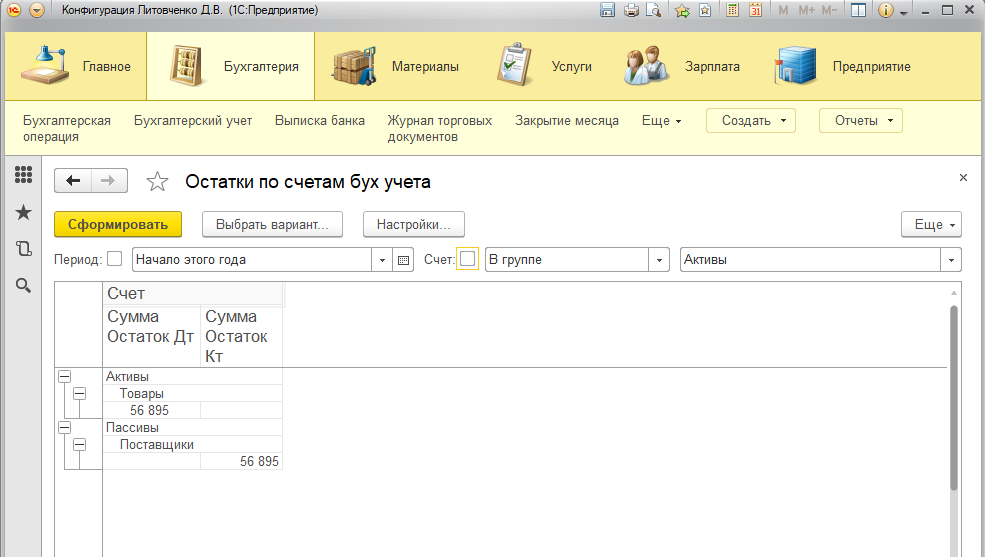 Конфигурация Литовченко Д.В. (1С:Предприятие)
M M+ M-
Главное
Бухгалтерия
Материалы
Услуги
Зарплата
Предприятие
Бухгалтерская
операция
Бухгалтерский учет
Выписка банка
Журнал торговых
документов
Закрытие месяца
Еще
Создать
Отчеты
Остатки по счетам бух учета
Сформировать
Выбрать вариант...
Настройки...
Еще
Период:
Начало этого года
Счет:
В группе
Активы
Счет
Сумма
Остаток Дт
Сумма
Остаток
Кт
Активы
Товары
56 895
Пассивы
Поставщики
56 895